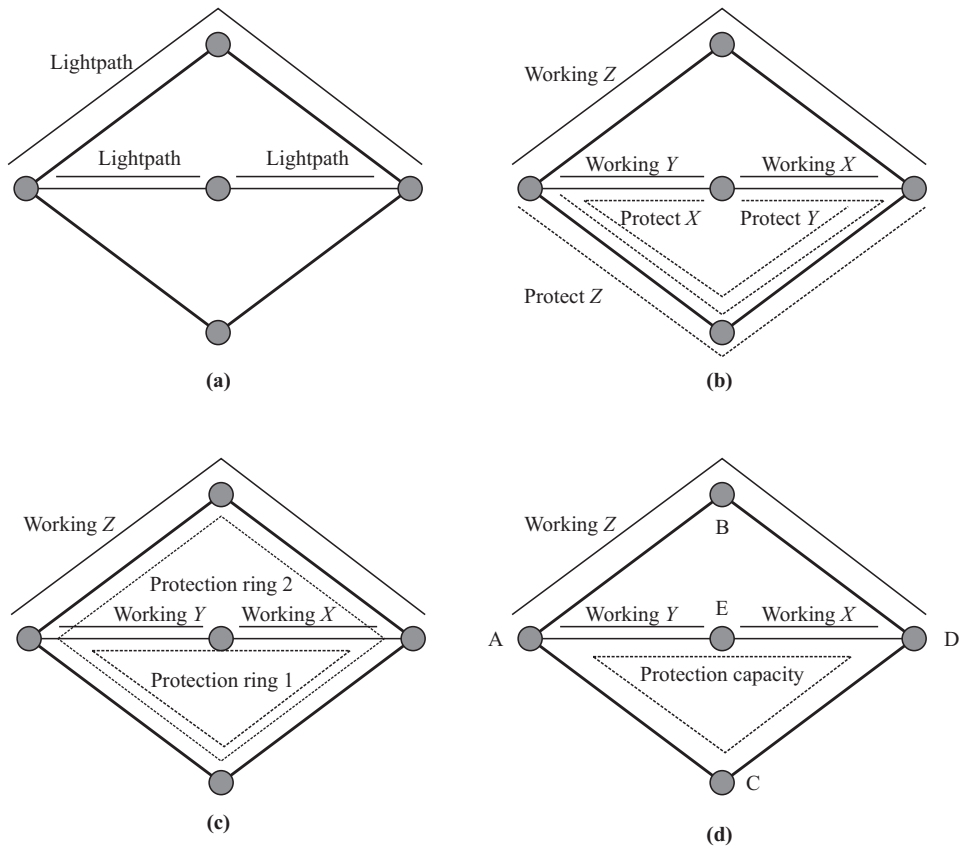 Lightpath
Lightpath Lightpath
(a)
Working Z
Working Y Working X
Protect X Protect Y
Protect Z
(b)
Working Z
Protection ring 2
Working Y Working X
Protection ring 1
(c)
Working Z
B
Working Y E Working X
A D
Protection capacity
C
(d)